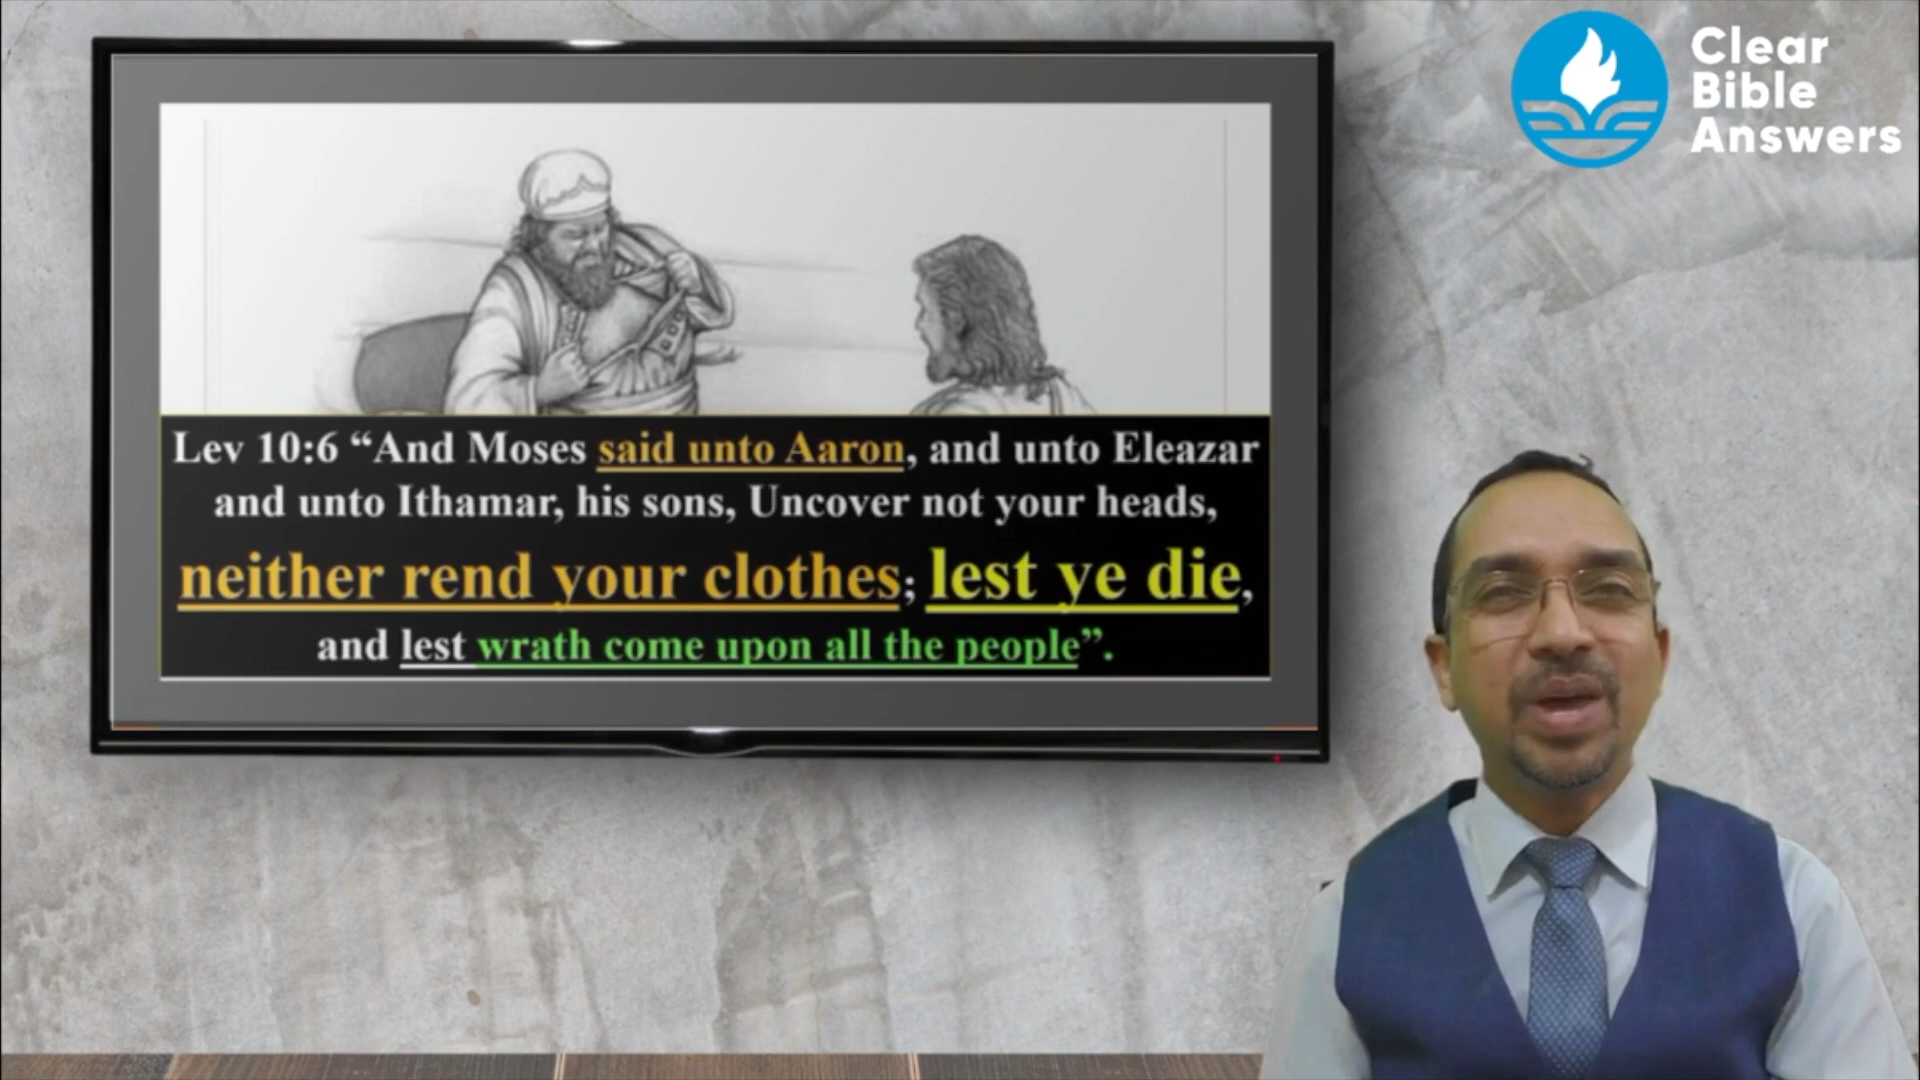 Clear
Bible
Answers
Lev 10:6 “And Moses said unto Aaron, and unto Eleazar
and unto Ithamar, his sons, Uncover not your heads,
neither rend your clothes; lest ye die,
and lest wrath come upon all the people”.